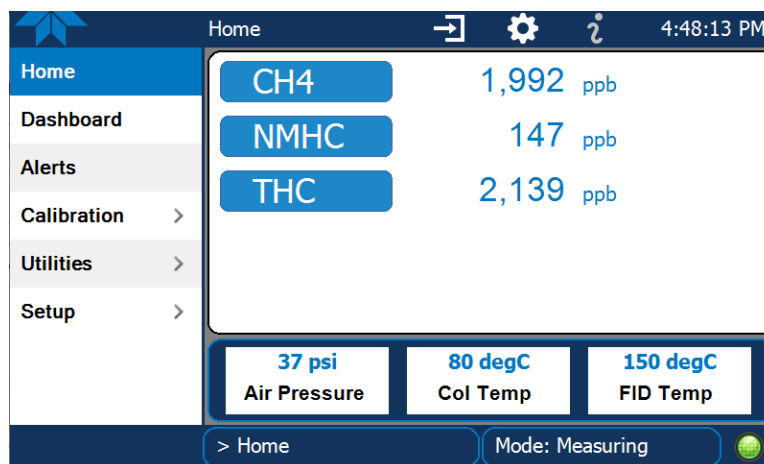 Home 4:48:13 PM
Home
Dashboard
Alerts
Calibration >
Utilities >
Setup >
CH4 1,992 ppb
NMHC 147 ppb
THC 2,139 ppb
37 psi 80 degC 150 degC
Air Pressure Col Temp FID Temp
> Home Mode: Measuring